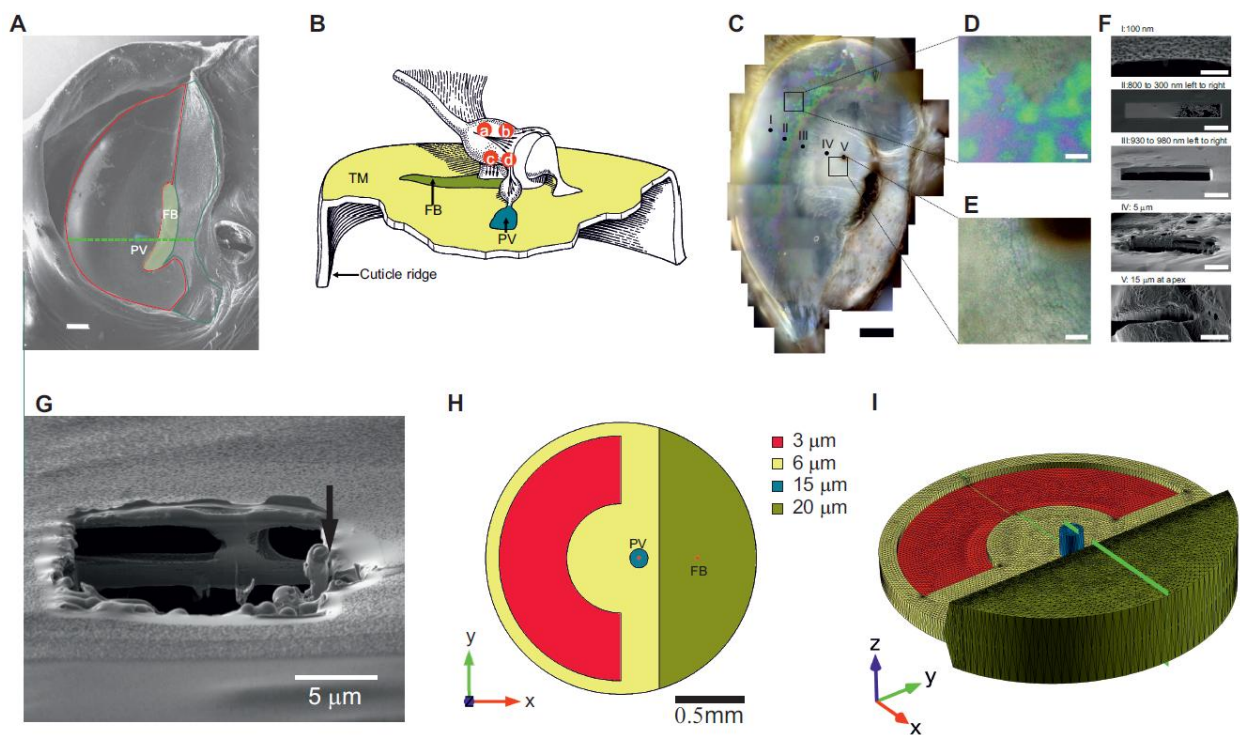 A
FB
PV
B
a
b
c
d
TM
FB
PV
Cuticle ridge
C
I
II
III
IV
V
D
E
F
I:100 nm
II:800 to 300 nm left to right
III:930 to 980 nm left to right
IV: 5 μm
V: 15 μm at apex
G
5 μm
H
PV
FB
3 μm
6 μm
15 μm
20 μm
y
x
0.5mm
I
z
y
x